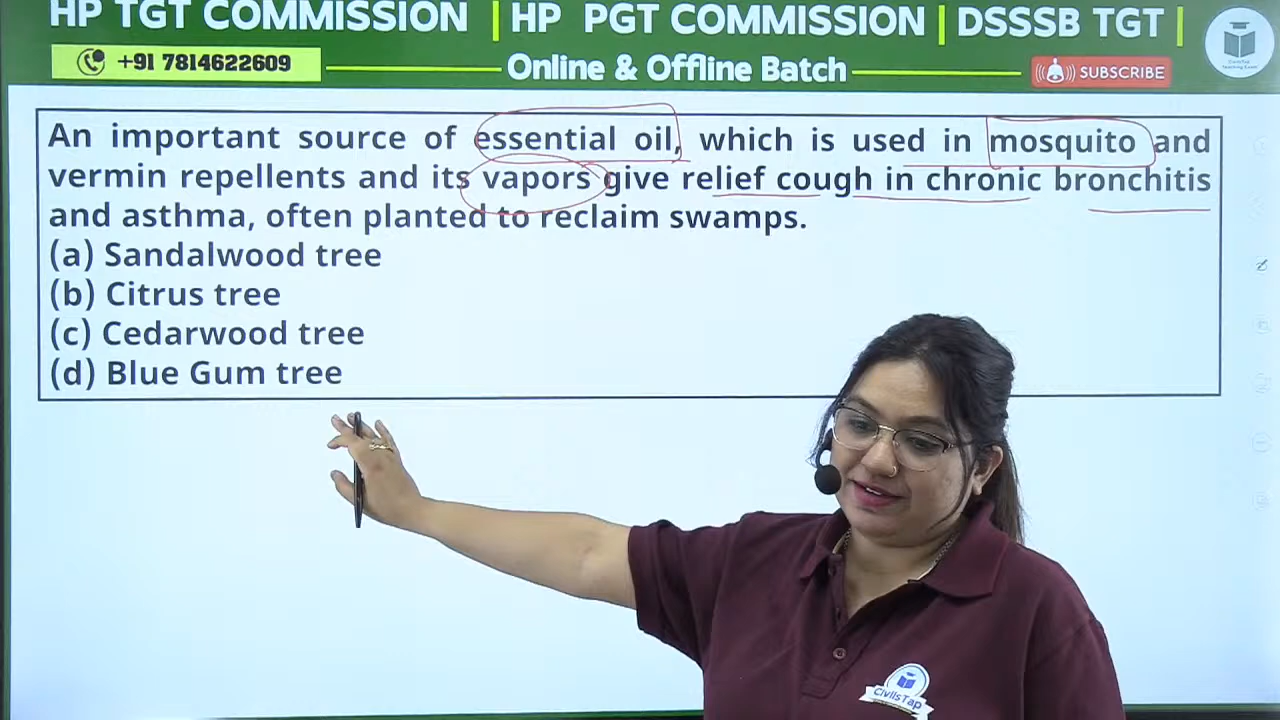 HP TGT COMMISSION | HP PGT COMMISSION | DSSSB TGT |
+91 7814622609
Online & Offline Batch
SUBSCRIBE
An important source of essential oil, which is used in mosquito and
vermin repellents and its vapors give relief cough in chronic bronchitis
and asthma, often planted to reclaim swamps.
(a) Sandalwood tree
(b) Citrus tree
(c) Cedarwood tree
(d) Blue Gum tree
CivilsTap